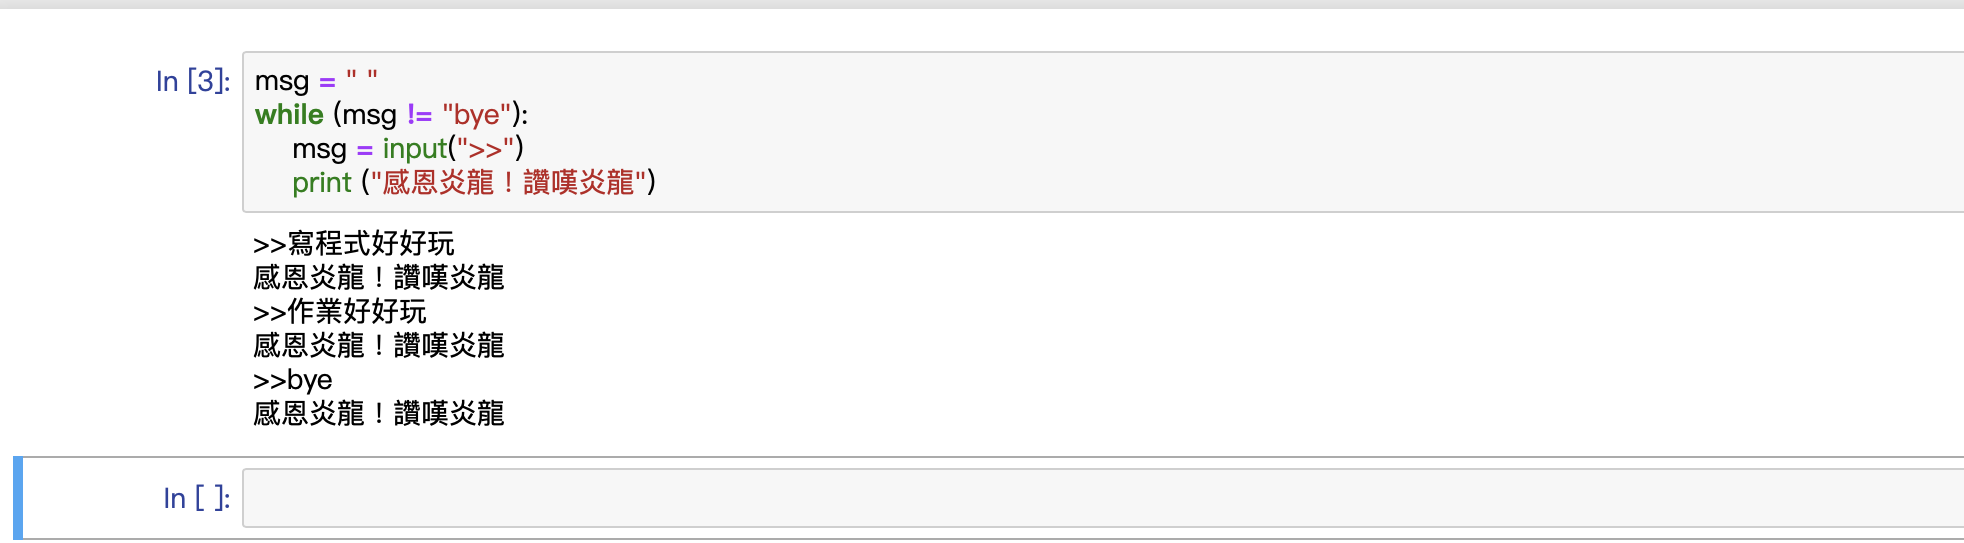 In [3]:
msg = " "
while (msg != "bye"):
    msg = input(">>")
    print ("感恩炎龍！讚嘆炎龍")
>>寫程式好好玩
感恩炎龍！讚嘆炎龍
>>作業好好玩
感恩炎龍！讚嘆炎龍
>>bye
感恩炎龍！讚嘆炎龍
In [ ]: